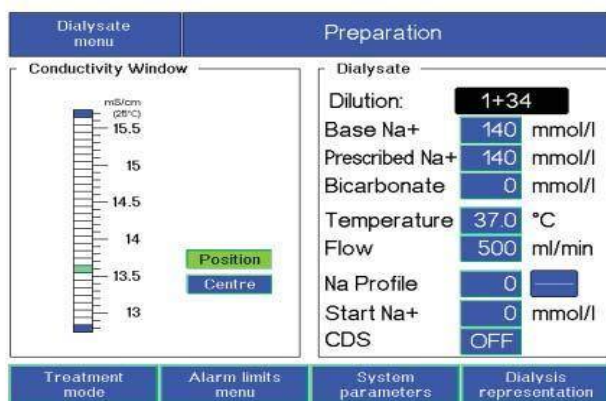 Dialysate
menu
Preparation
Conductivity Window
mS/cm
(25°C)
15.5
15
14.5
14
13.5
13
Position
Centre
Dialysate
Dilution: 1+34
Base Na+ 140 mmol/l
Prescribed Na+ 140 mmol/l
Bicarbonate 0 mmol/l
Temperature 37.0 °C
Flow 500 ml/min
Na Profile 0
Start Na+ 0 mmol/l
CDS OFF
Treatment
mode
Alarm limits
menu
System
parameters
Dialysis
representation